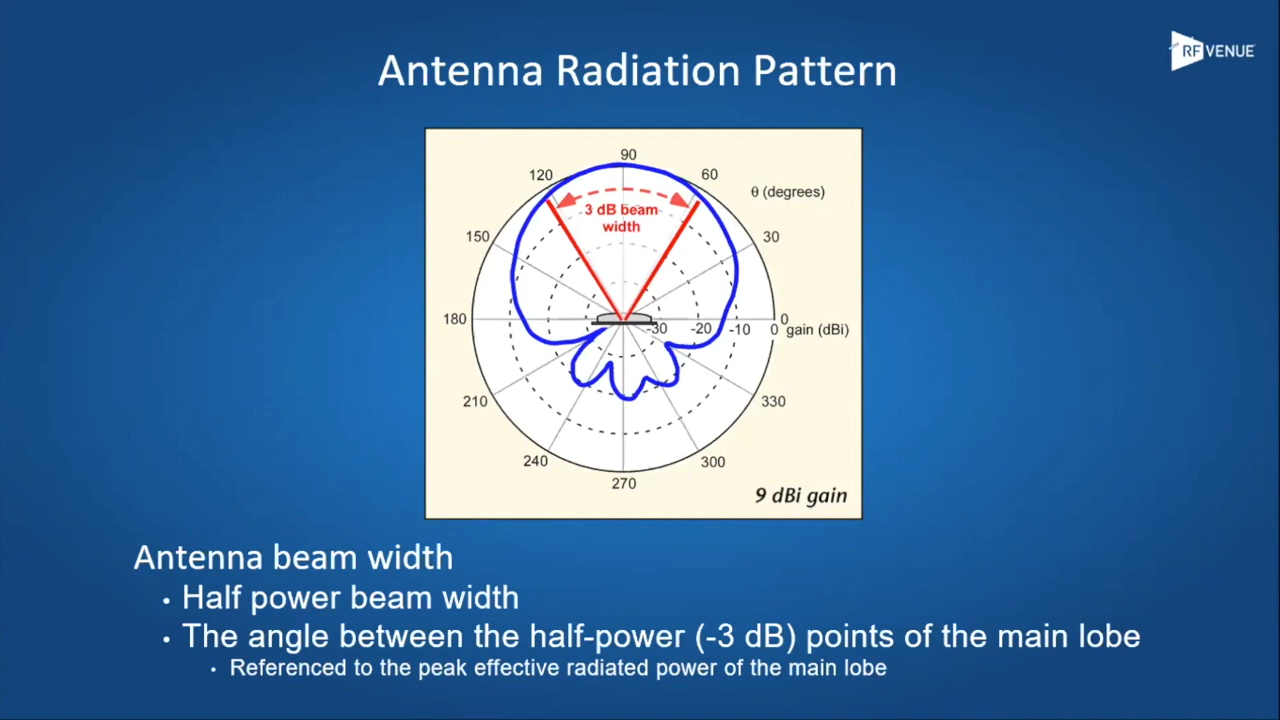 RF VENUE
Antenna Radiation Pattern
90
120
60
θ (degrees)
3 dB beam
width
150
30
180
0
-30 -20 -10 0 gain (dBi)
210
330
240
300
270
9 dBi gain
Antenna beam width
• Half power beam width
• The angle between the half-power (-3 dB) points of the main lobe
• Referenced to the peak effective radiated power of the main lobe